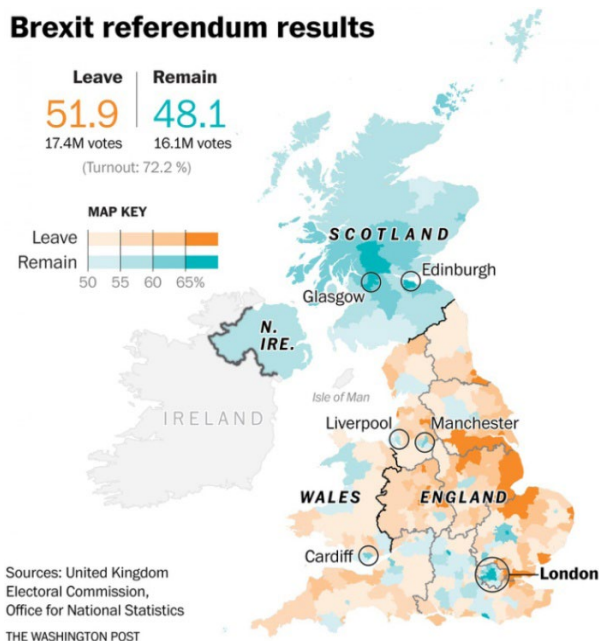 Brexit referendum results
Leave Remain
51.9 48.1
17.4M votes 16.1M votes
(Turnout: 72.2 %)
MAP KEY
Leave
Remain
50 55 60 65%
SCOTLAND
Edinburgh
Glasgow
N.
IRE.
Isle of Man
IRELAND
Liverpool
Manchester
WALES
ENGLAND
Cardiff
London
Sources: United Kingdom
Electoral Commission,
Office for National Statistics
THE WASHINGTON POST